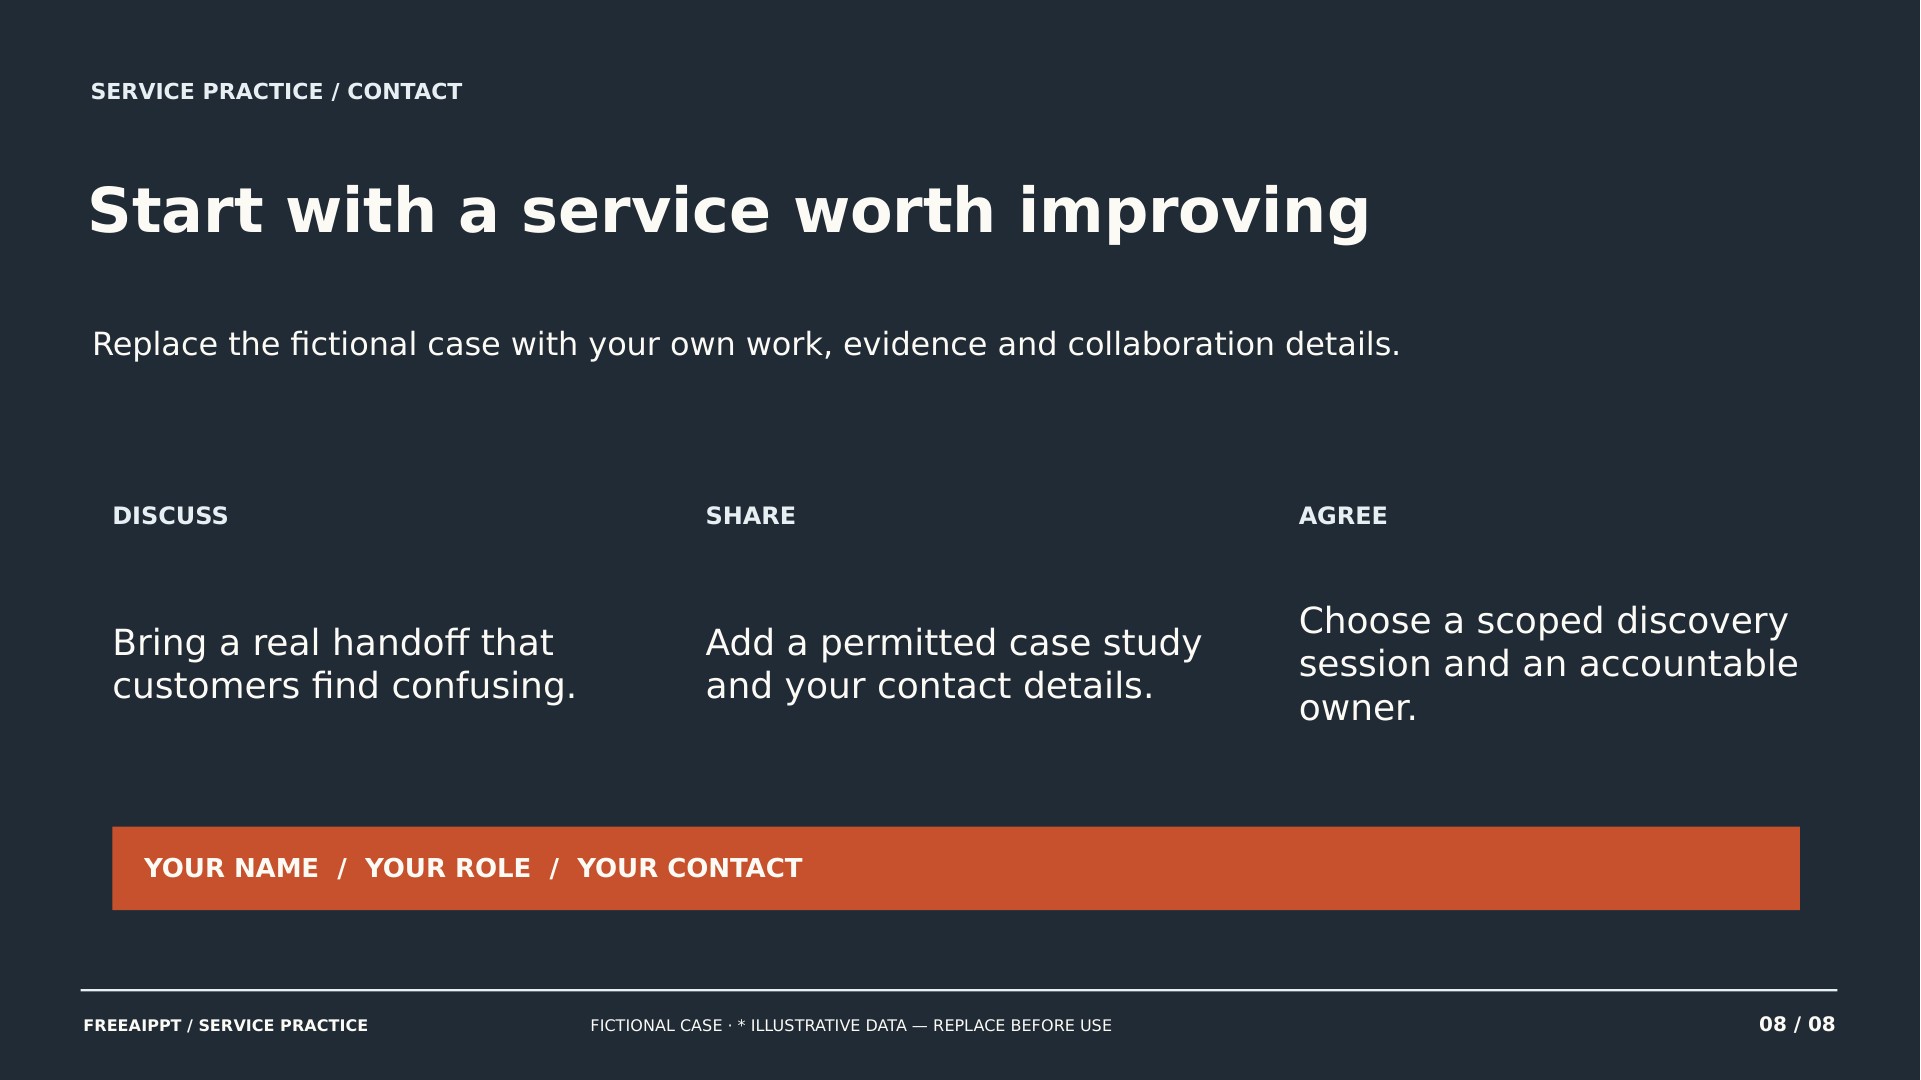 SERVICE PRACTICE / CONTACT
Start with a service worth improving
Replace the fictional case with your own work, evidence and collaboration details.
DISCUSS
Bring a real handoff that
customers find confusing.
SHARE
Add a permitted case study
and your contact details.
AGREE
Choose a scoped discovery
session and an accountable
owner.
YOUR NAME / YOUR ROLE / YOUR CONTACT
FREEAIPPT / SERVICE PRACTICE
FICTIONAL CASE · * ILLUSTRATIVE DATA — REPLACE BEFORE USE
08 / 08